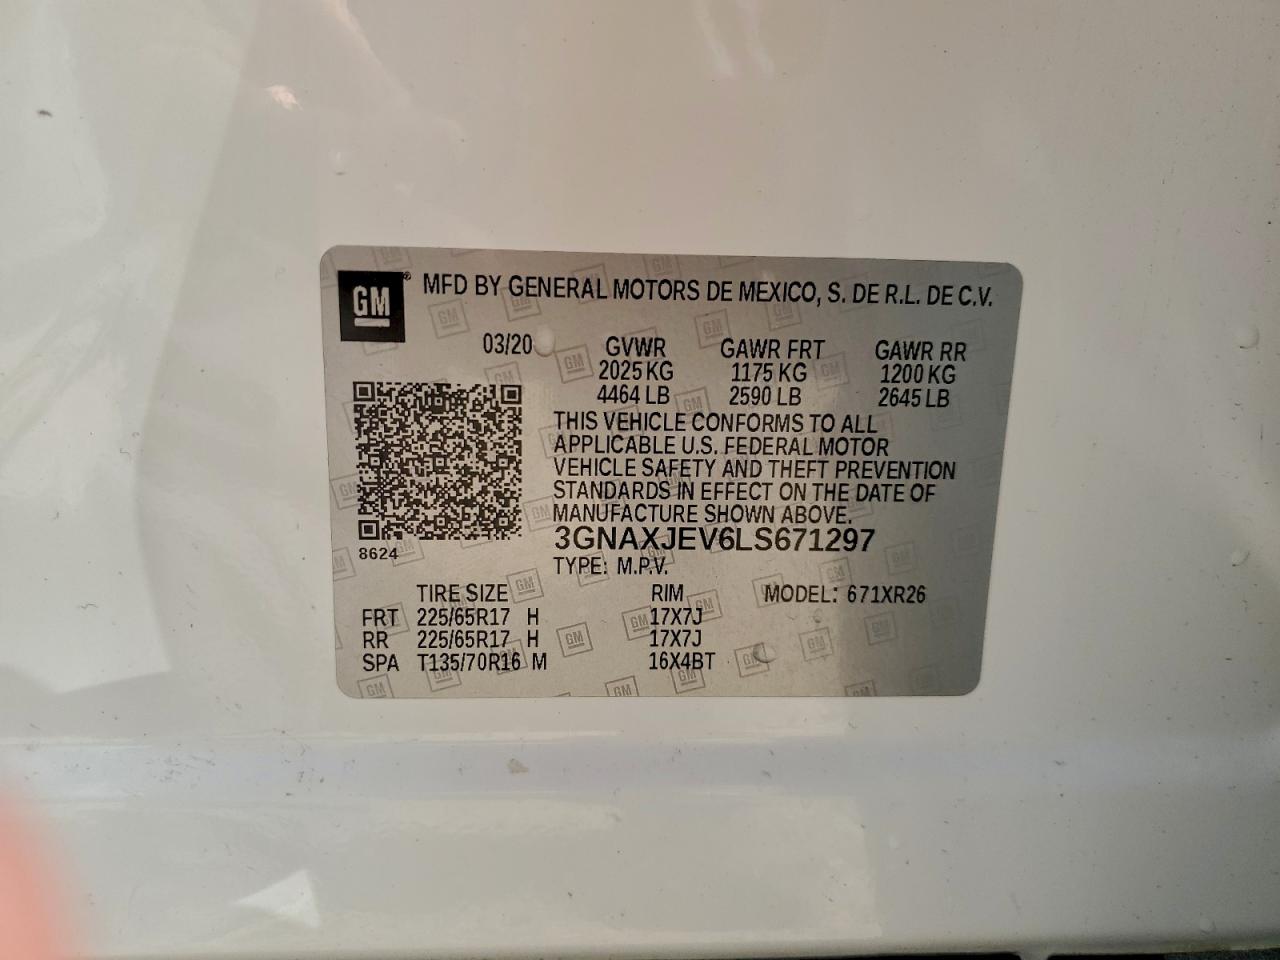 GM ® MFD BY GENERAL MOTORS DE MEXICO, S. DE R.L. DE C.V.
03/20 GVWR GAWR FRT GAWR RR
2025 KG 1175 KG 1200 KG
4464 LB 2590 LB 2645 LB
THIS VEHICLE CONFORMS TO ALL
APPLICABLE U.S. FEDERAL MOTOR
VEHICLE SAFETY AND THEFT PREVENTION
STANDARDS IN EFFECT ON THE DATE OF
MANUFACTURE SHOWN ABOVE.
3GNAXJEV6LS671297
8624
TYPE: M.P.V.
TIRE SIZE RIM MODEL: 671XR26
FRT 225/65R17 H 17X7J
RR 225/65R17 H 17X7J
SPA T135/70R16 M 16X4BT